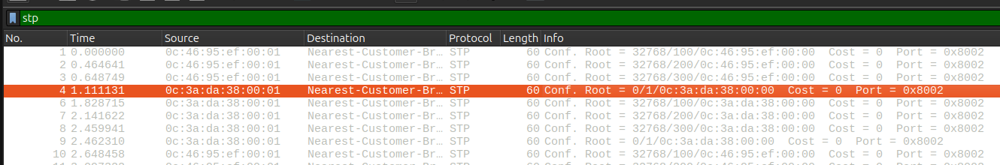 stp
No. Time Source Destination Protocol Length Info
1 0.000000 0c:46:95:ef:00:01 Nearest-Customer-Br… STP 60 Conf. Root = 32768/100/0c:46:95:ef:00:00 Cost = 0 Port = 0x8002
2 0.464641 0c:46:95:ef:00:01 Nearest-Customer-Br… STP 60 Conf. Root = 32768/200/0c:46:95:ef:00:00 Cost = 0 Port = 0x8002
3 0.648749 0c:46:95:ef:00:01 Nearest-Customer-Br… STP 60 Conf. Root = 32768/300/0c:46:95:ef:00:00 Cost = 0 Port = 0x8002
4 1.111131 0c:3a:da:38:00:01 Nearest-Customer-Br… STP 60 Conf. Root = 0/1/0c:3a:da:38:00:00 Cost = 0 Port = 0x8002
6 1.828715 0c:3a:da:38:00:01 Nearest-Customer-Br… STP 60 Conf. Root = 32768/100/0c:3a:da:38:00:00 Cost = 0 Port = 0x8002
7 2.141622 0c:3a:da:38:00:01 Nearest-Customer-Br… STP 60 Conf. Root = 32768/200/0c:3a:da:38:00:00 Cost = 0 Port = 0x8002
8 2.459941 0c:3a:da:38:00:01 Nearest-Customer-Br… STP 60 Conf. Root = 32768/300/0c:3a:da:38:00:00 Cost = 0 Port = 0x8002
9 2.462310 0c:3a:da:38:00:01 Nearest-Customer-Br… STP 60 Conf. Root = 0/1/0c:3a:da:38:00:00 Cost = 0 Port = 0x8002
10 2.648458 0c:46:95:ef:00:01 Nearest-Customer-Br… STP 60 Conf. Root = 32768/300/0c:46:95:ef:00:00 Cost = 0 Port = 0x8002